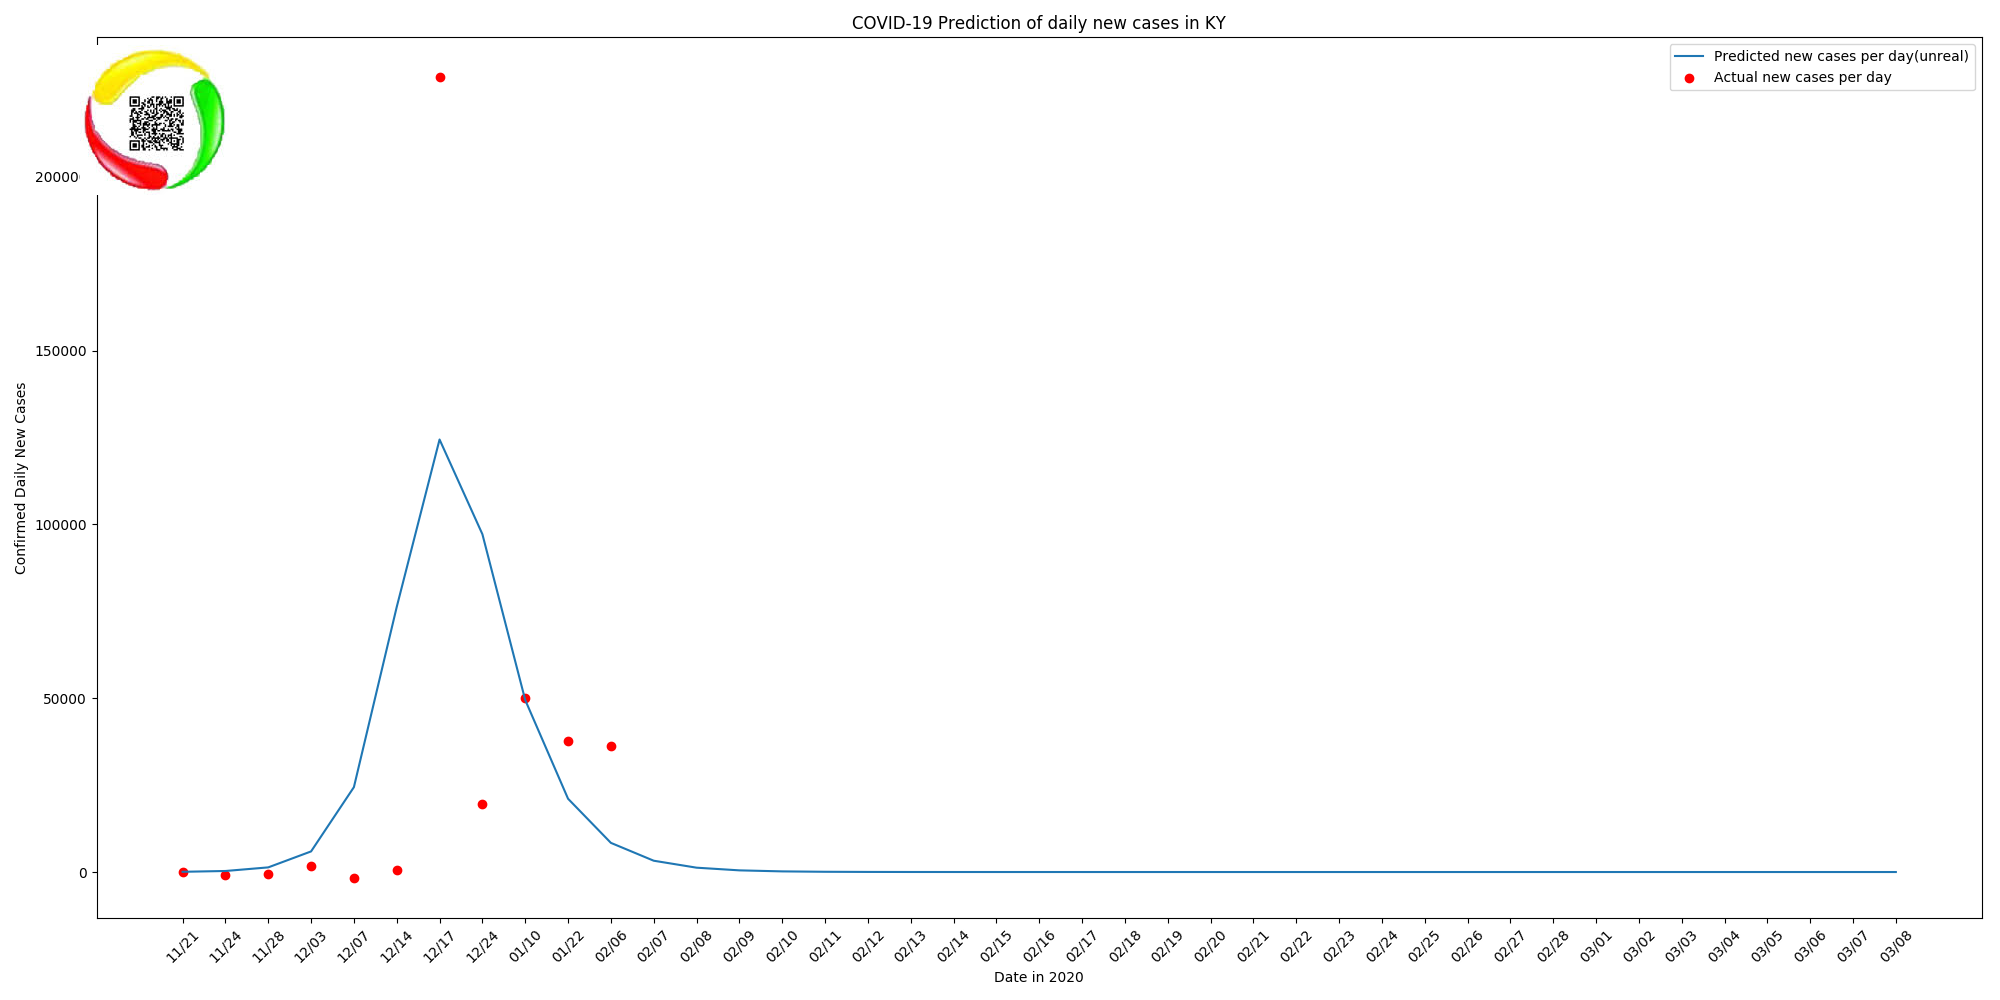 COVID-19 Prediction of daily new cases in KY
Predicted new cases per day(unreal)
Actual new cases per day
20000
150000
100000
50000
0
Confirmed Daily New Cases
11/21 11/24 11/28 12/03 12/07 12/14 12/17 12/24 01/10 01/22 02/06 02/07 02/08 02/09 02/10 02/11 02/12 02/13 02/14 02/15 02/16 02/17 02/18 02/19 02/20 02/21 02/22 02/23 02/24 02/25 02/26 02/27 02/28 03/01 03/02 03/03 03/04 03/05 03/06 03/07 03/08
Date in 2020